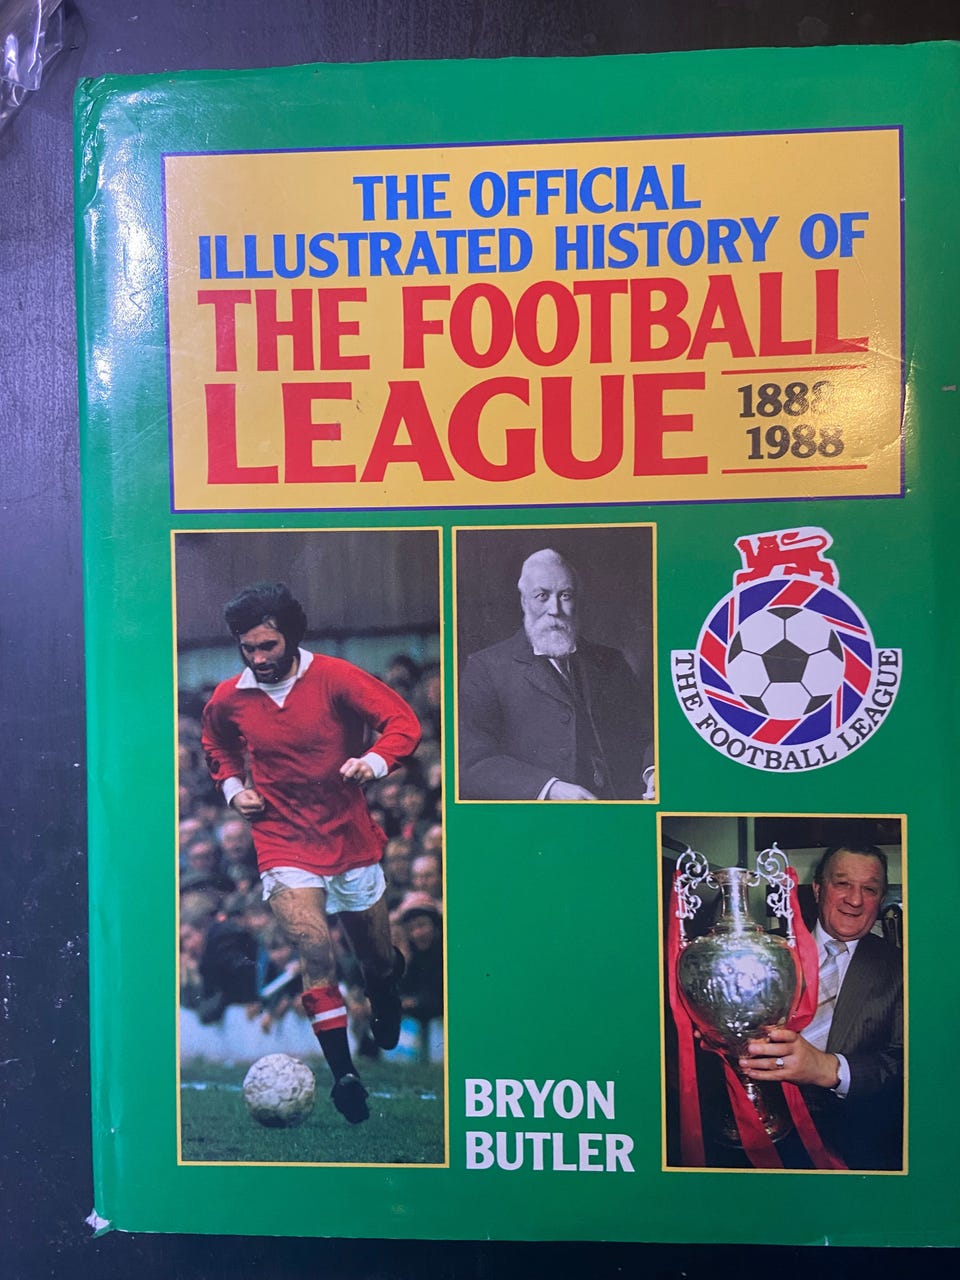 THE OFFICIAL
ILLUSTRATED HISTORY OF
THE FOOTBALL
LEAGUE
1888
1988
THE FOOTBALL LEAGUE
BRYON
BUTLER